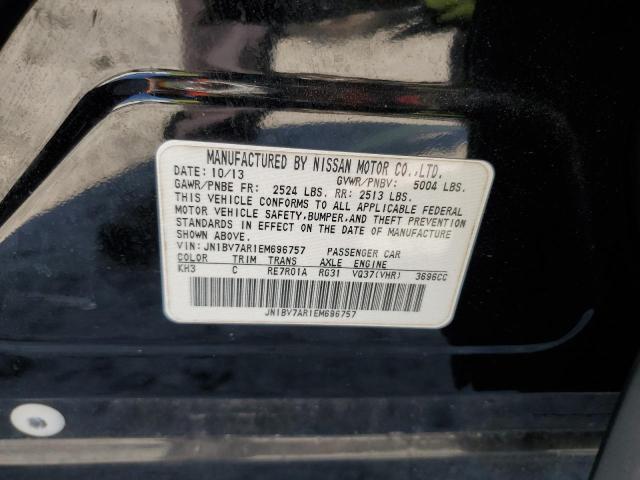 MANUFACTURED BY NISSAN MOTOR CO.,LTD.
DATE: 10/13 GVWR/PNBV: 5004 LBS.
GAWR/PNBE FR: 2524 LBS. RR: 2513 LBS.
THIS VEHICLE CONFORMS TO ALL APPLICABLE FEDERAL
MOTOR VEHICLE SAFETY,BUMPER,AND THEFT PREVENTION
STANDARDS IN EFFECT ON THE DATE OF MANUFACTURE
SHOWN ABOVE.
VIN: JN1BV7AR1EM696757 PASSENGER CAR
COLOR TRIM TRANS AXLE ENGINE
KH3 C RE7R01A RG31 VQ37(VHR) 3696CC
JN1BV7AR1EM696757